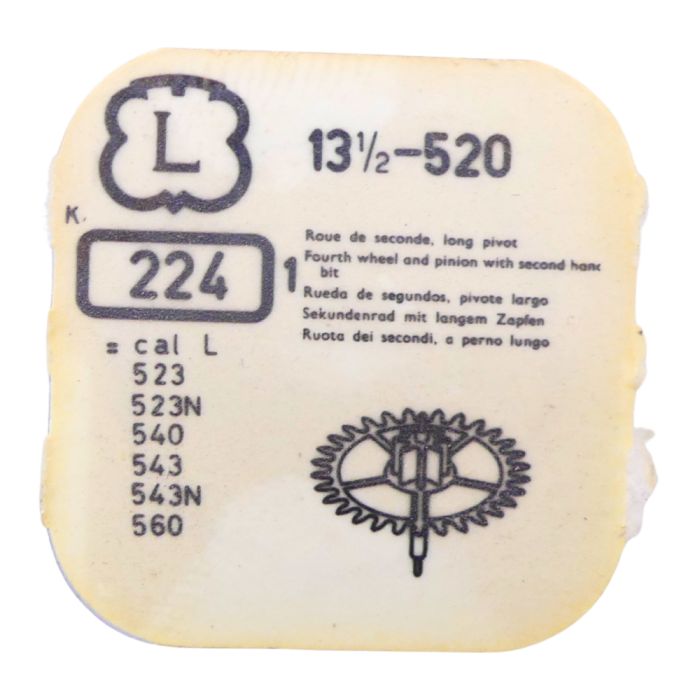 L
13½-520
K.
224 1
Roue de seconde, long pivot
Fourth wheel and pinion with second hand
bit
Rueda de segundos, pivote largo
Sekundenrad mit langem Zapfen
Ruota dei secondi, a perno lungo
= cal L
523
523N
540
543
543N
560